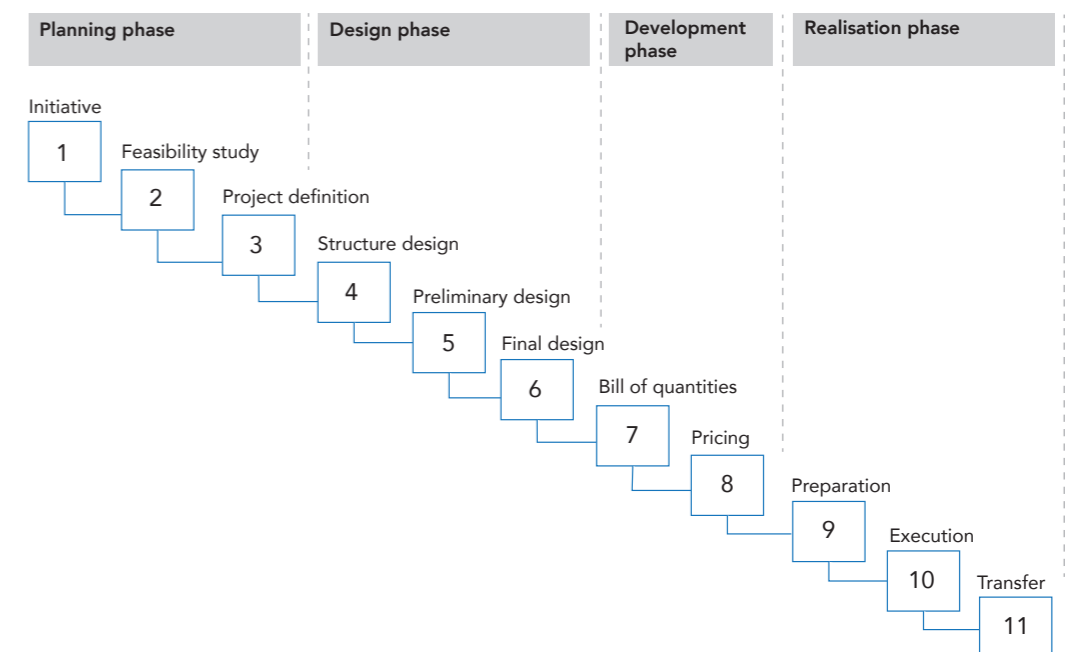 Planning phase
Design phase
Development
phase
Realisation phase
Initiative
1
Feasibility study
2
Project definition
3
Structure design
4
Preliminary design
5
Final design
6
Bill of quantities
7
Pricing
8
Preparation
9
Execution
10
Transfer
11